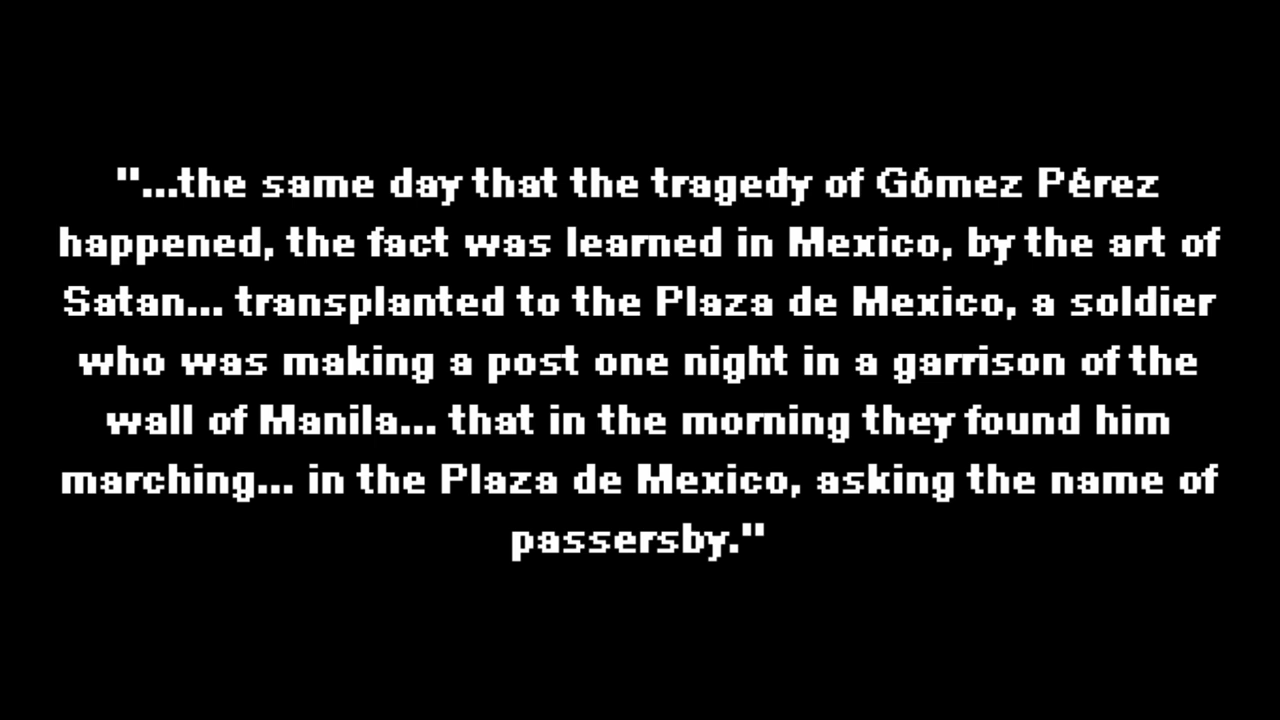 "...the same day that the tragedy of Gómez Pérez
happened, the fact was learned in Mexico, by the art of
Satan... transplanted to the Plaza de Mexico, a soldier
who was making a post one night in a garrison of the
wall of Manila... that in the morning they found him
marching... in the Plaza de Mexico, asking the name of
passersby."